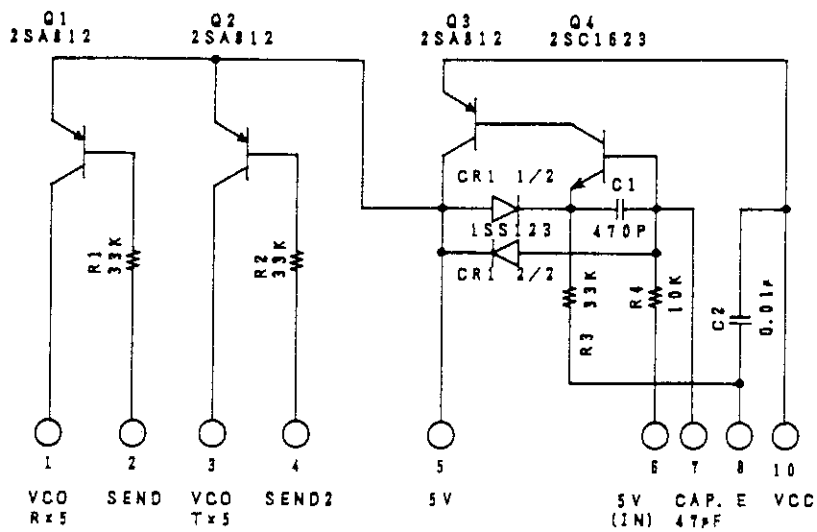 Q1
2SA812
Q2
2SA812
Q3
2SA812
Q4
2SC1623
CR1 1/2
C1
1SS123
470P
CR1 2/2
R1
33K
R2
33K
R3
33K
R4
10K
C2
0.01μ
1
2
3
4
5
6
7
8
10
VCO
R×5
SEND
VCO
T×5
SEND2
5V
5V
(IN)
CAP.
47μF
E
VCC